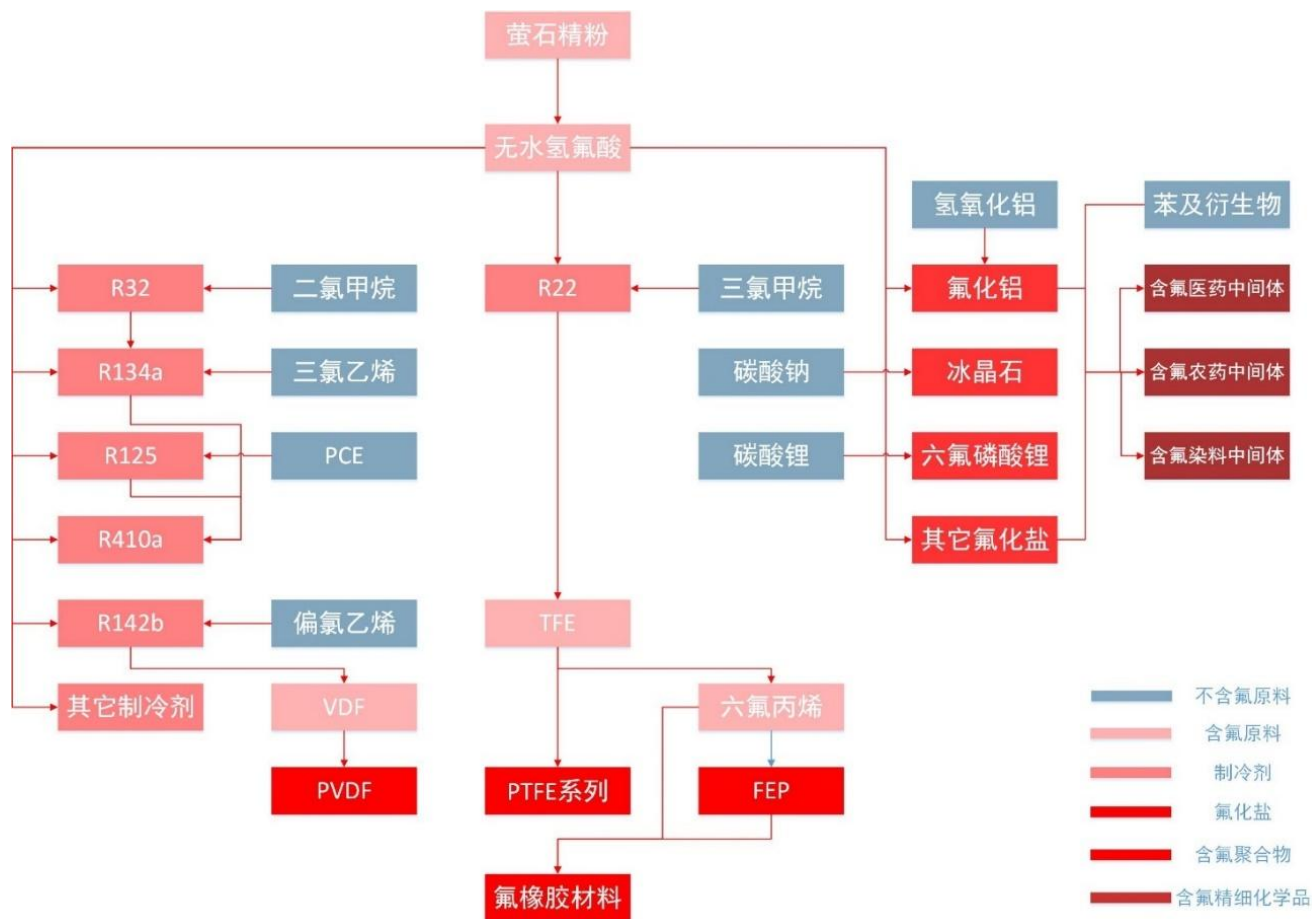 萤石精粉
无水氢氟酸
氢氧化铝
苯及衍生物
R32
二氯甲烷
R22
三氯甲烷
氟化铝
含氟医药中间体
R134a
三氯乙烯
碳酸钠
冰晶石
含氟农药中间体
R125
PCE
碳酸锂
六氟磷酸锂
含氟染料中间体
R410a
其它氟化盐
R142b
偏氯乙烯
TFE
其它制冷剂
VDF
六氟丙烯
PVDF
PTFE系列
FEP
氟橡胶材料
不含氟原料
含氟原料
制冷剂
氟化盐
含氟聚合物
含氟精细化学品